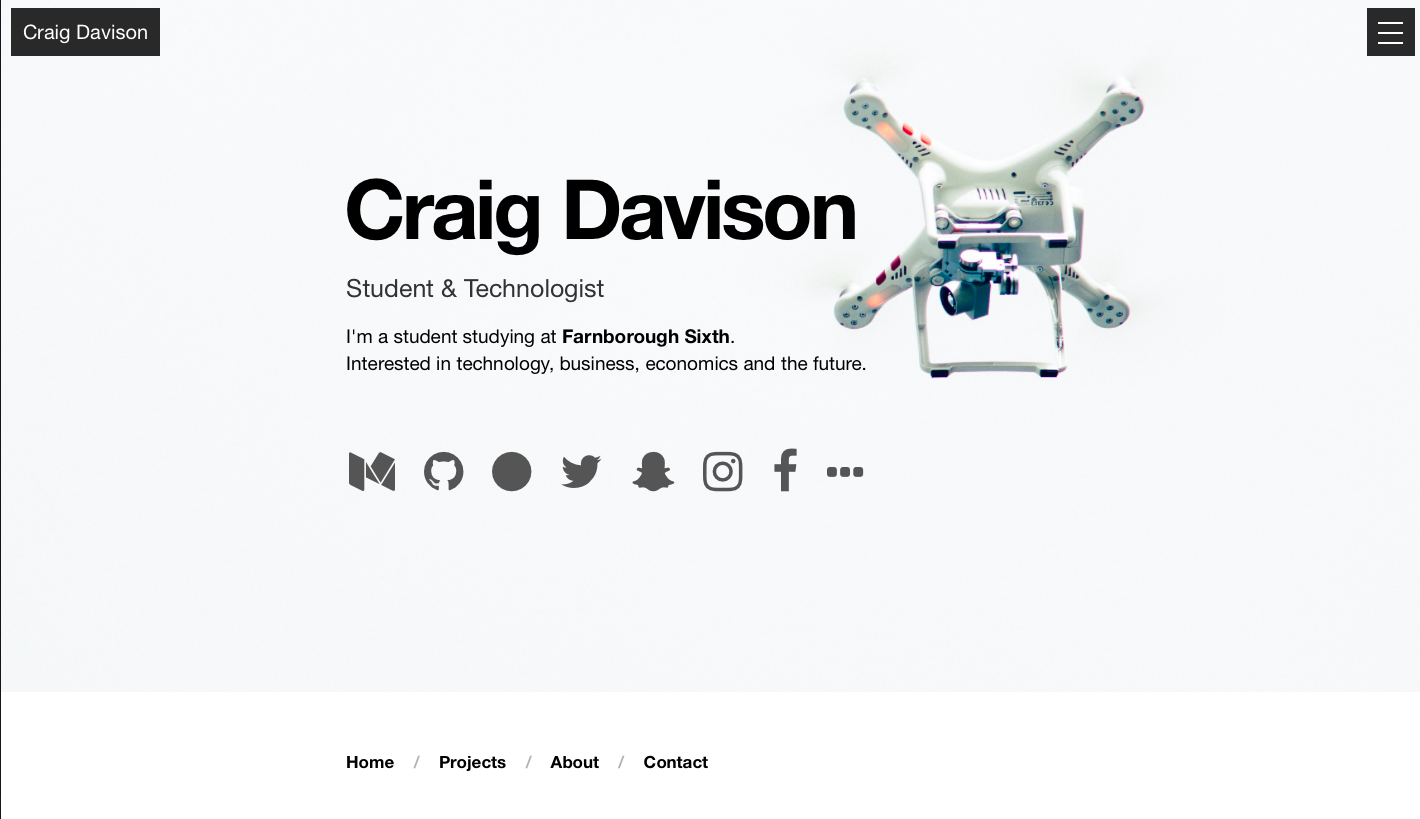 Craig Davison
Craig Davison
Student & Technologist
I'm a student studying at Farnborough Sixth.
Interested in technology, business, economics and the future.
Home / Projects / About / Contact